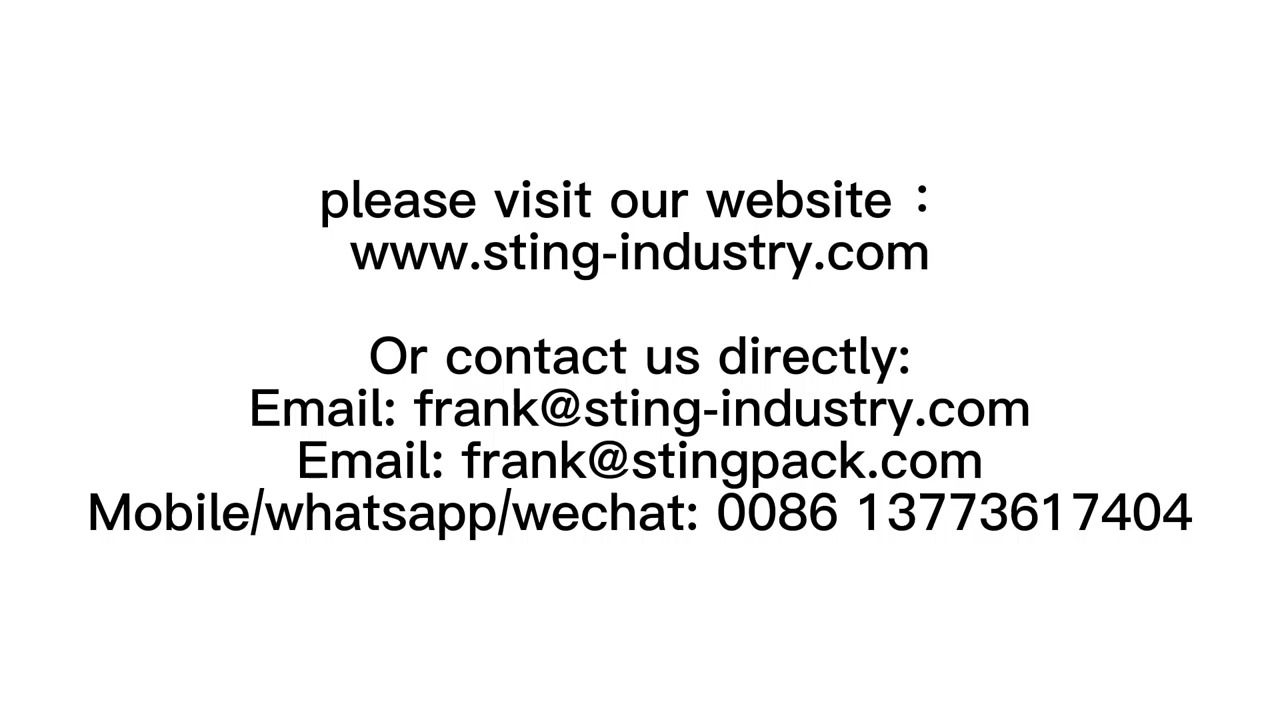 please visit our website：
www.sting-industry.com
Or contact us directly:
Email: frank@sting-industry.com
Email: frank@stingpack.com
Mobile/whatsapp/wechat: 0086 13773617404